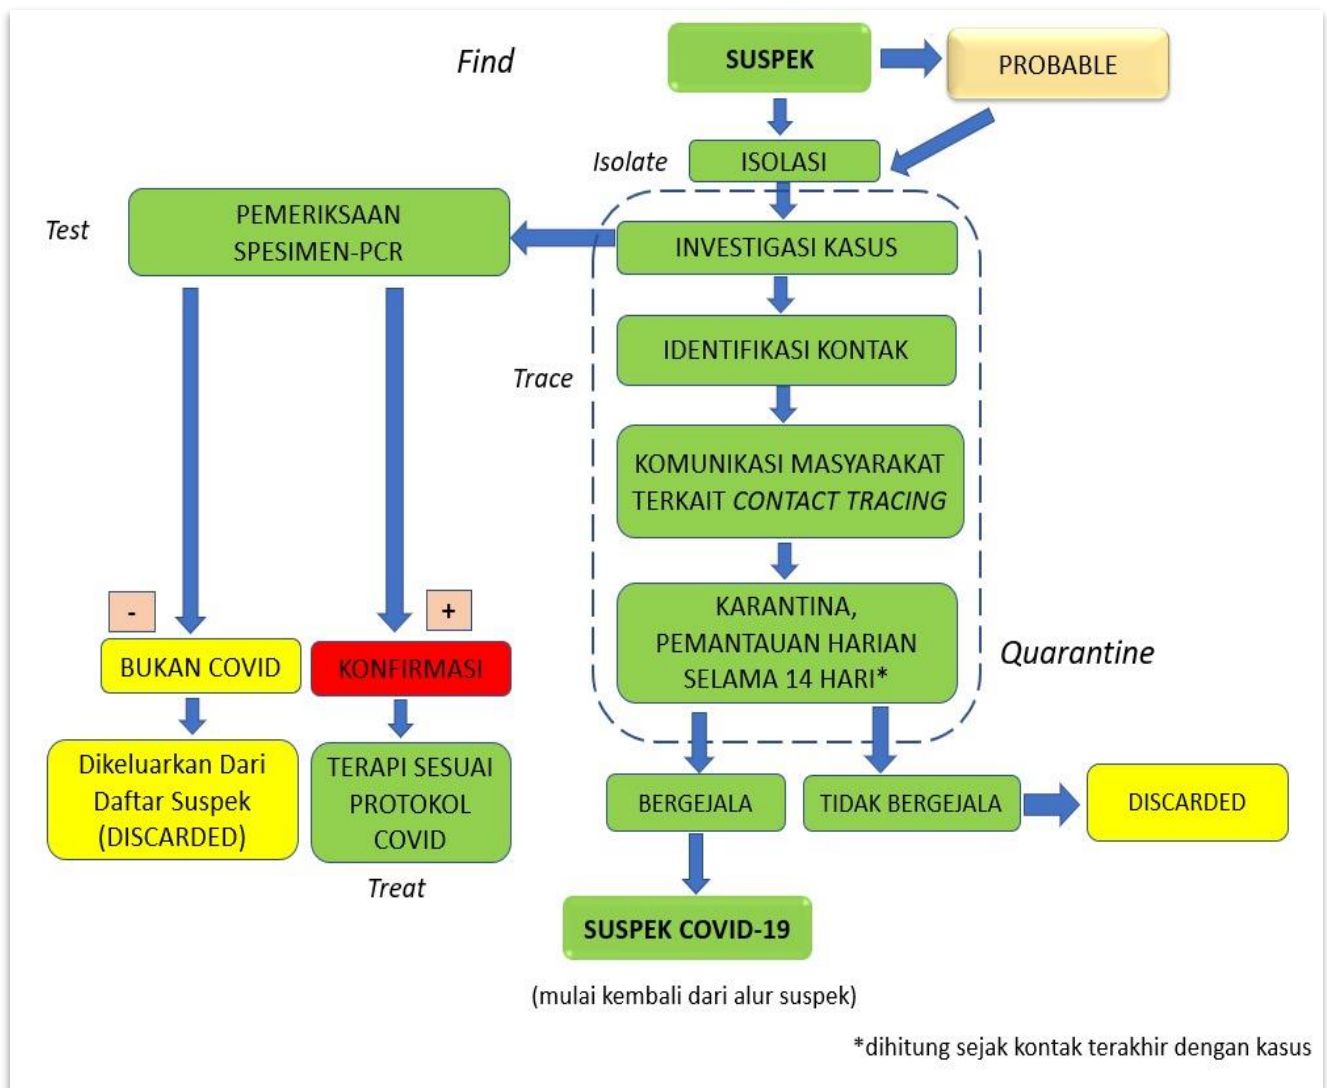 Find
SUSPEK
PROBABLE
Isolate
ISOLASI
Test
PEMERIKSAAN
SPESIMEN-PCR
INVESTIGASI KASUS
IDENTIFIKASI KONTAK
Trace
KOMUNIKASI MASYARAKAT
TERKAIT CONTACT TRACING
KARANTINA,
PEMANTAUAN HARIAN
SELAMA 14 HARI*
Quarantine
-
+
BUKAN COVID
KONFIRMASI
Dikeluarkan Dari
Daftar Suspek
(DISCARDED)
TERAPI SESUAI
PROTOKOL
COVID
Treat
BERGEJALA
TIDAK BERGEJALA
DISCARDED
SUSPEK COVID-19
(mulai kembali dari alur suspek)
*dihitung sejak kontak terakhir dengan kasus